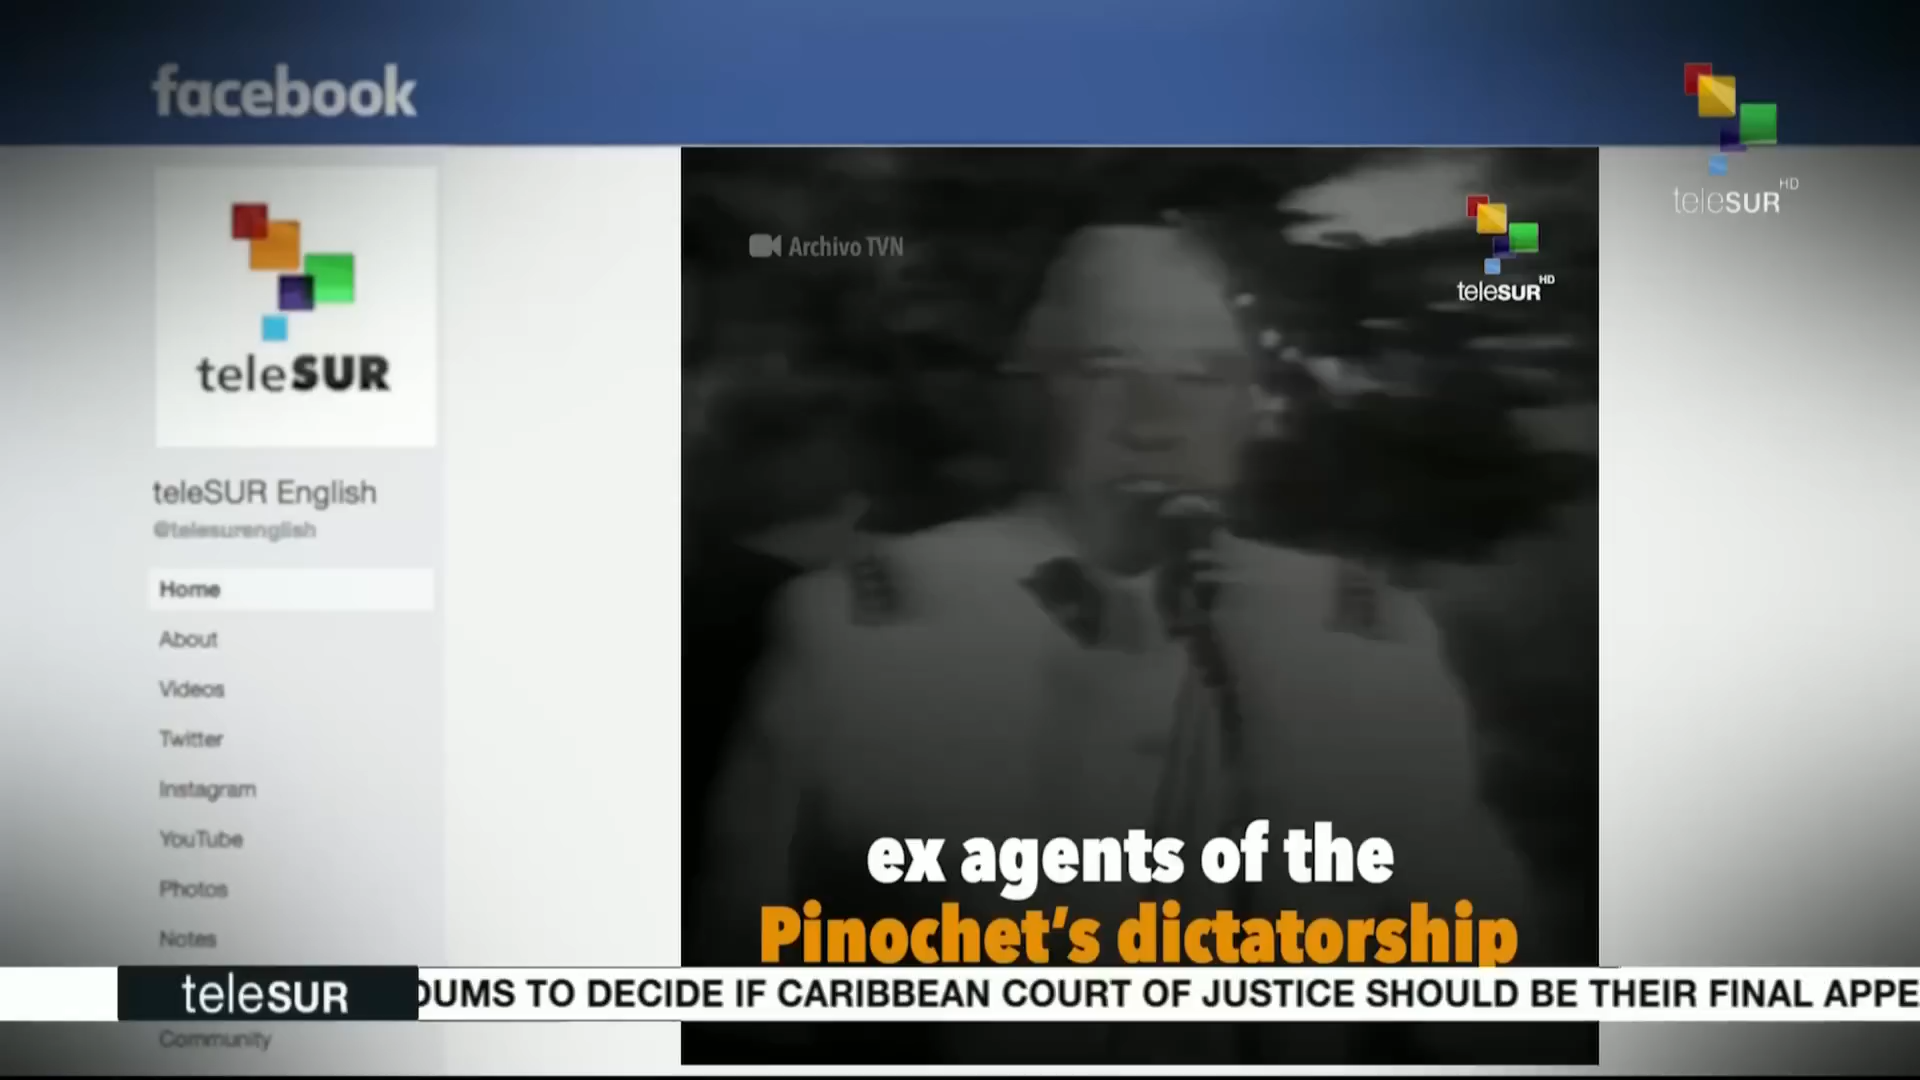 facebook
teleSUR HD
teleSUR
teleSUR English
@telesurenglish
Home
About
Videos
Twitter
Instagram
YouTube
Photos
Notes
Community
Archivo TVN
teleSUR HD
ex agents of the
Pinochet's dictatorship
teleSUR
OUMS TO DECIDE IF CARIBBEAN COURT OF JUSTICE SHOULD BE THEIR FINAL APPE